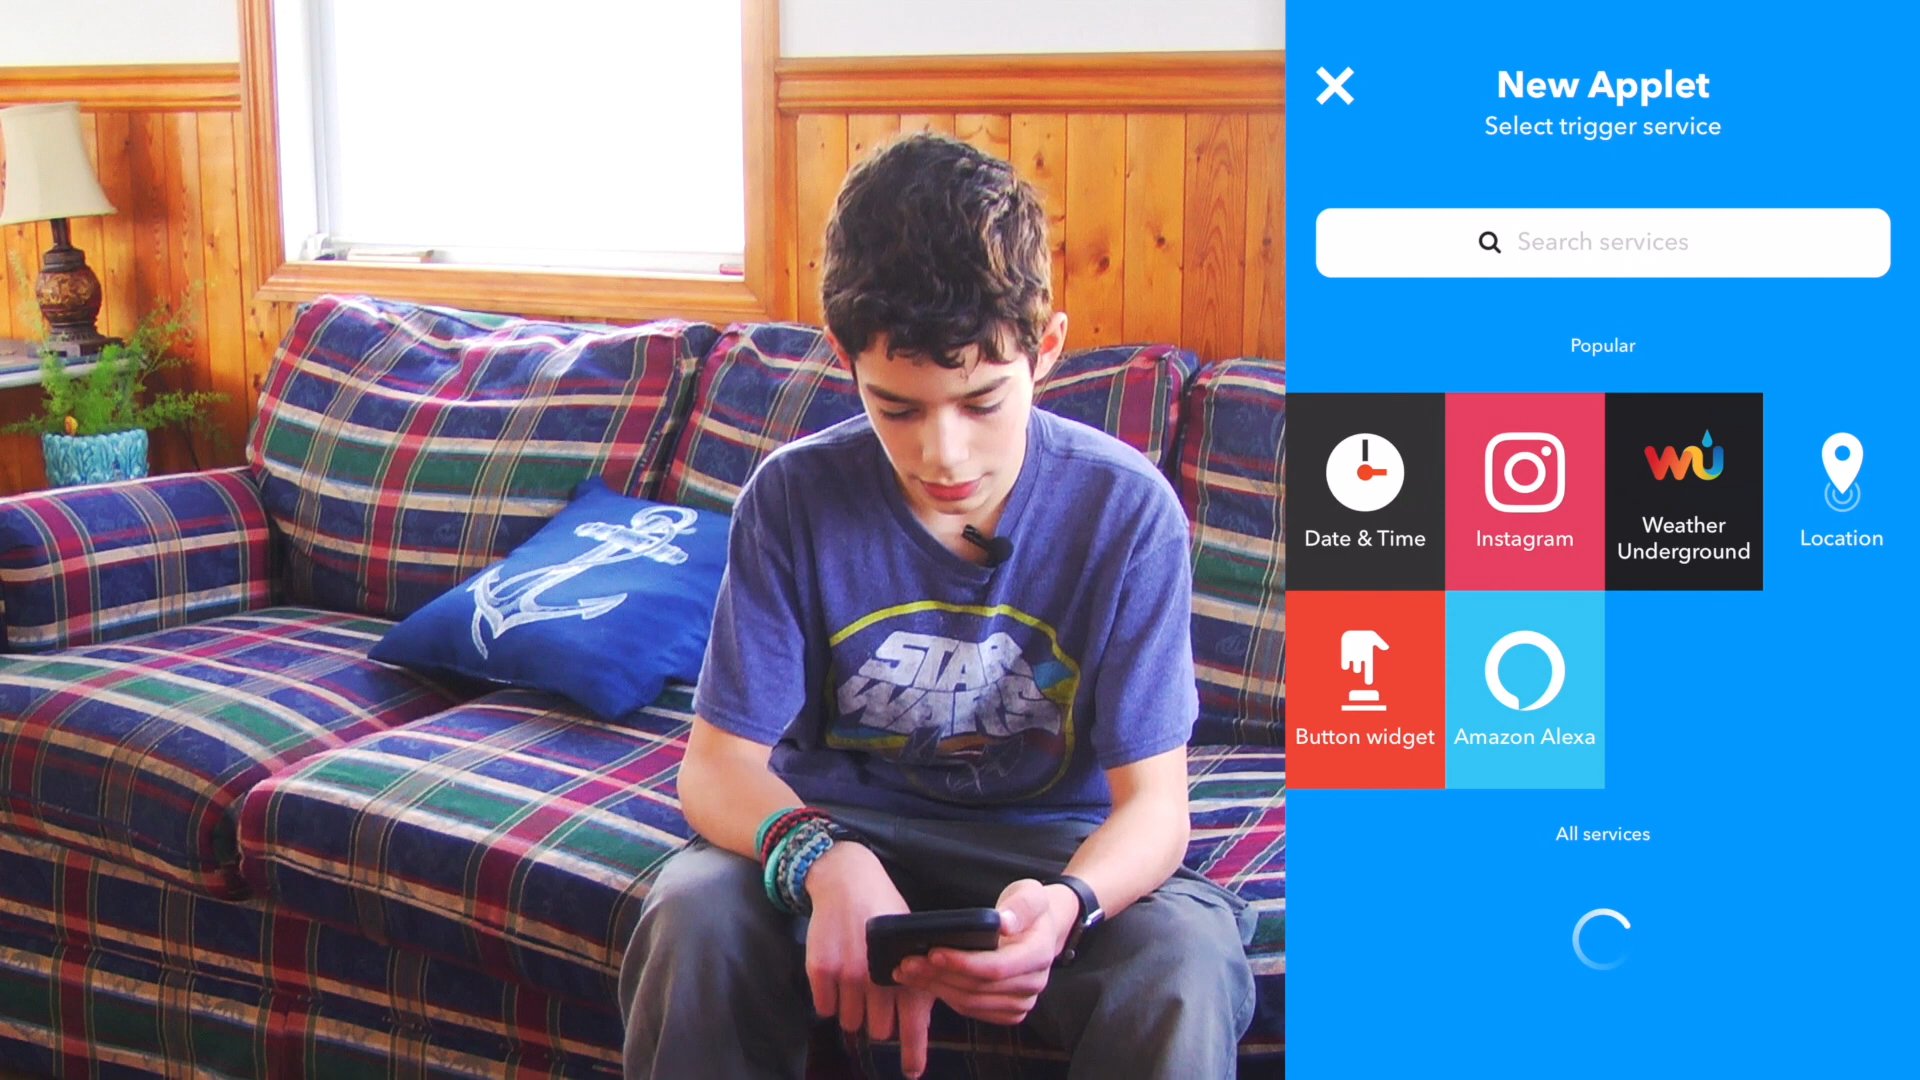 STAR
WARS
New Applet
Select trigger service
Search services
Popular
Date & Time
Instagram
Weather
Underground
Location
Button widget
Amazon Alexa
All services